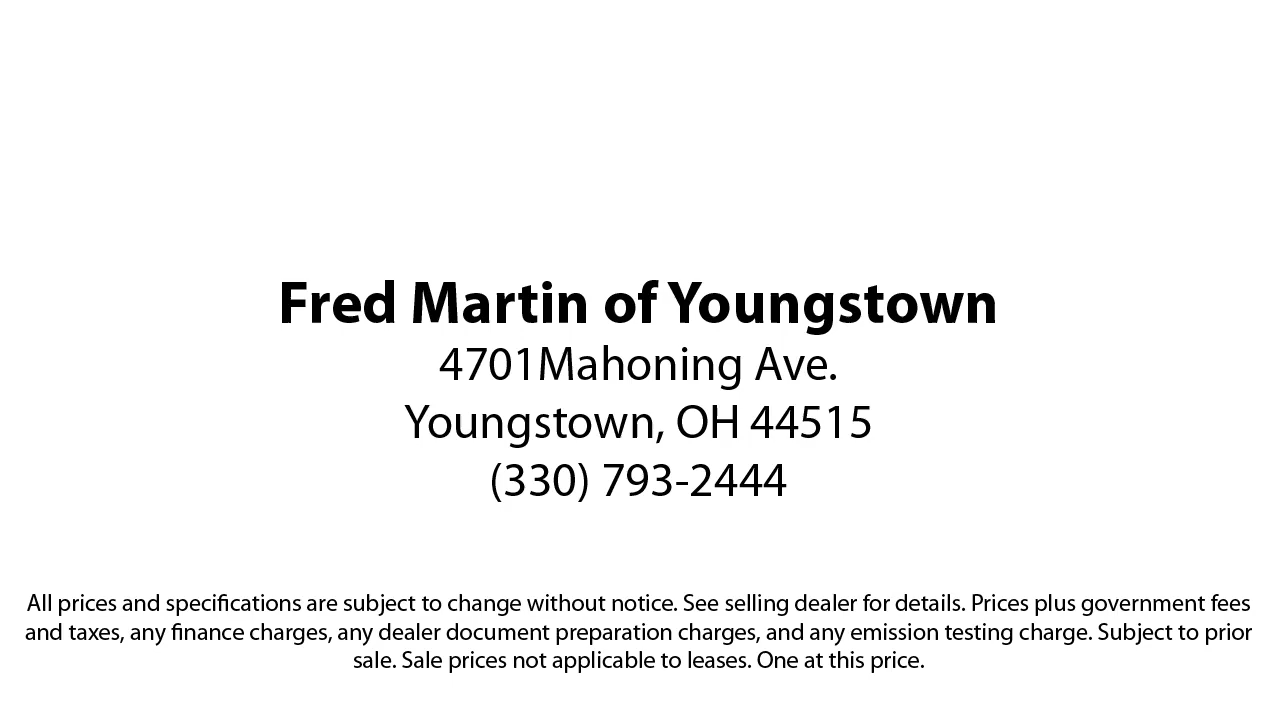 Fred Martin of Youngstown
4701Mahoning Ave.
Youngstown, OH 44515
(330) 793-2444
All prices and specifications are subject to change without notice. See selling dealer for details. Prices plus government fees
and taxes, any finance charges, any dealer document preparation charges, and any emission testing charge. Subject to prior
sale. Sale prices not applicable to leases. One at this price.